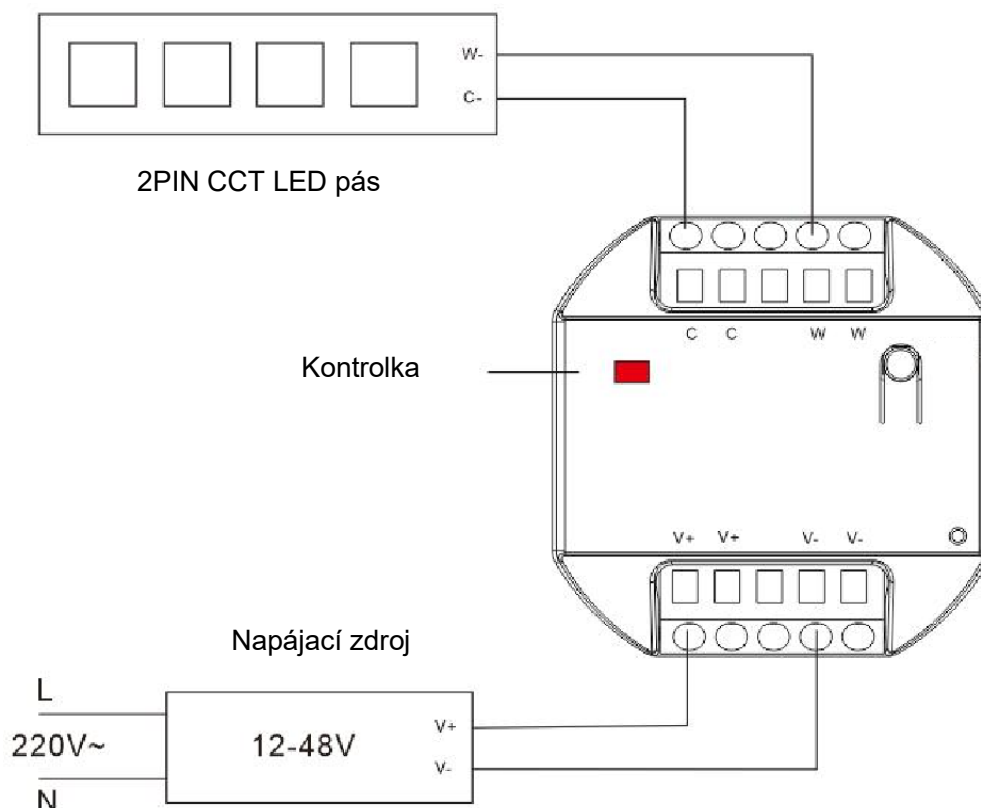 W-
C-
2PIN CCT LED pás
C C W W
Kontrolka
V+ V+ V- V-
Napájací zdroj
L
220V~
N
12-48V
V+
V-